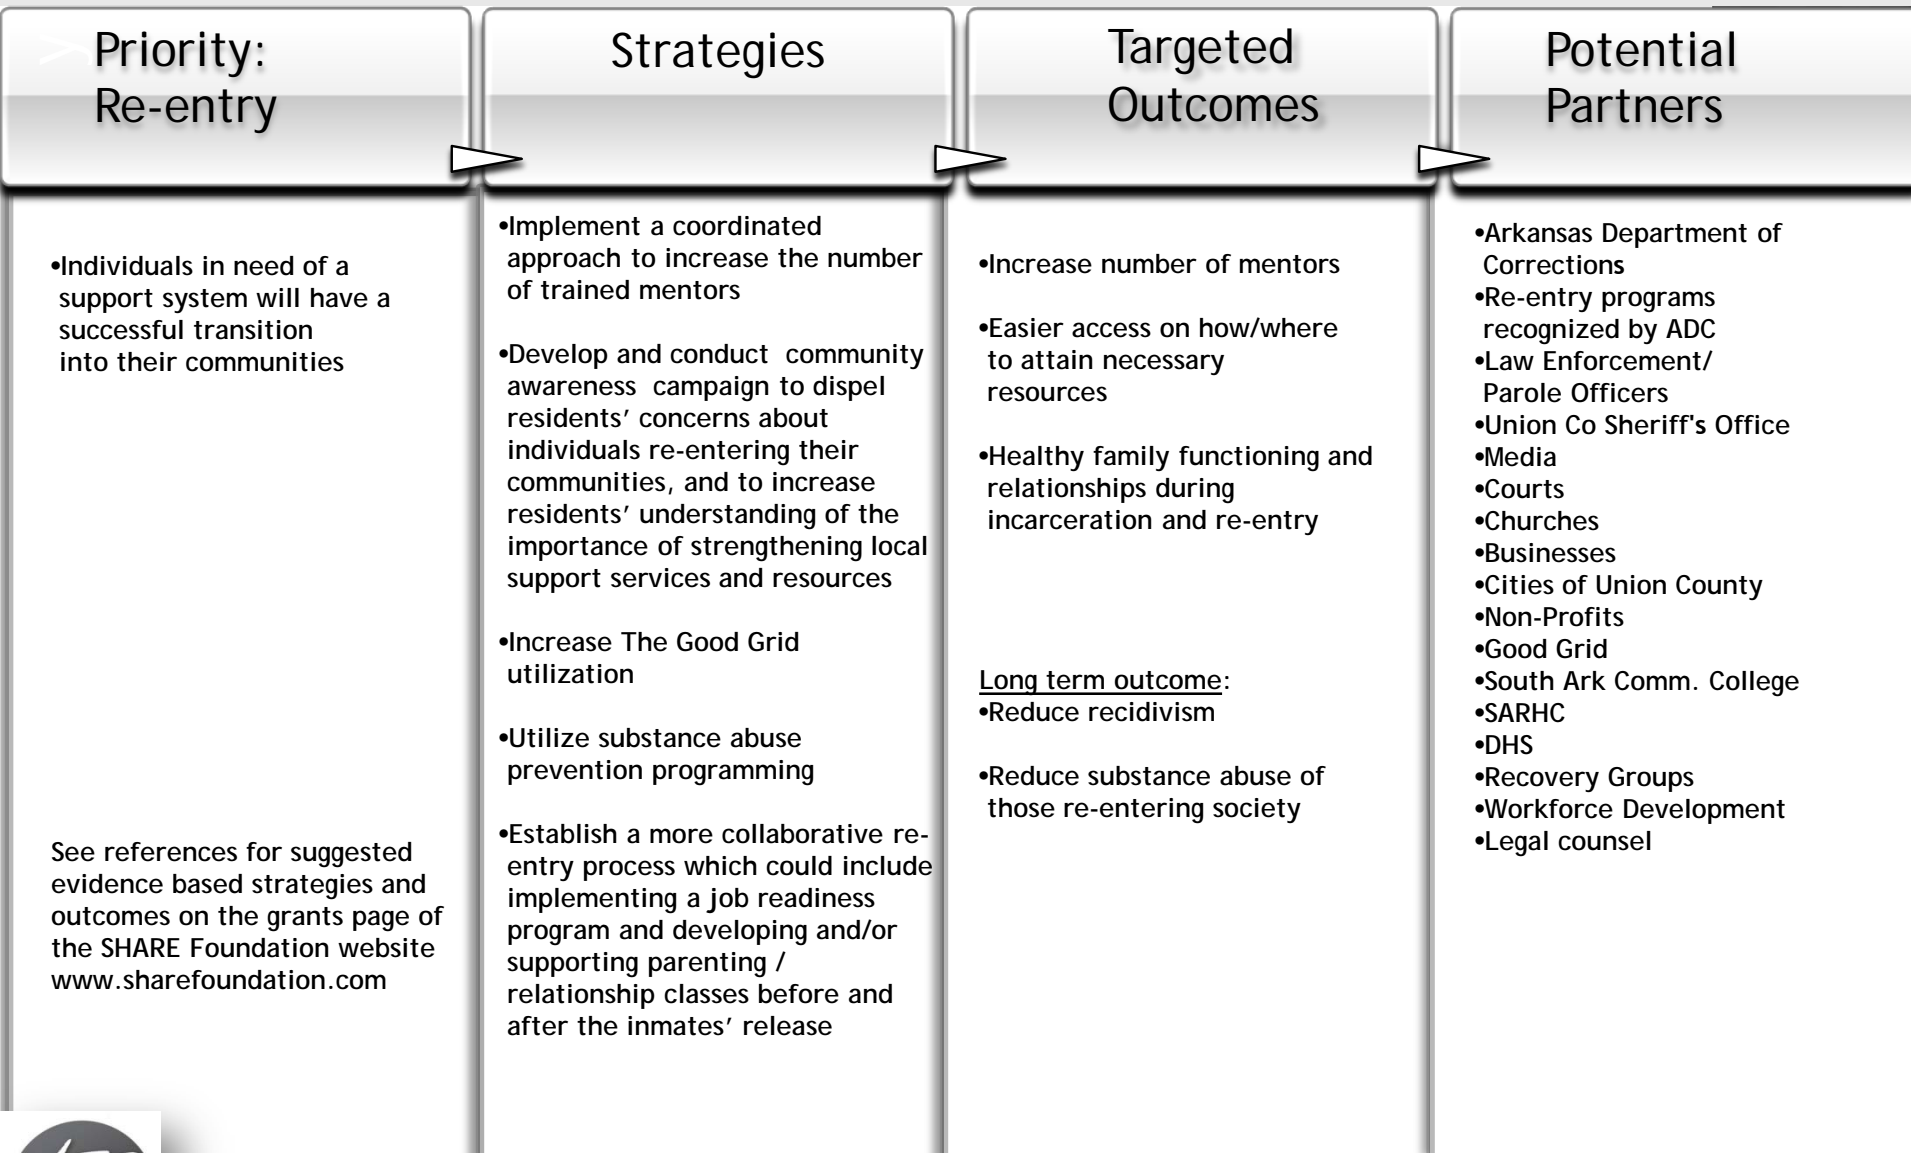 Priority:
Re-entry
•Individuals in need of a
support system will have a
successful transition
into their communities
See references for suggested
evidence based strategies and
outcomes on the grants page of
the SHARE Foundation website
www.sharefoundation.com
Strategies
•Implement a coordinated
approach to increase the number
of trained mentors
•Develop and conduct community
awareness campaign to dispel
residents’ concerns about
individuals re-entering their
communities, and to increase
residents’ understanding of the
importance of strengthening local
support services and resources
•Increase The Good Grid
utilization
•Utilize substance abuse
prevention programming
•Establish a more collaborative re-
entry process which could include
implementing a job readiness
program and developing and/or
supporting parenting /
relationship classes before and
after the inmates’ release
Targeted
Outcomes
•Increase number of mentors
•Easier access on how/where
to attain necessary
resources
•Healthy family functioning and
relationships during
incarceration and re-entry
Long term outcome:
•Reduce recidivism
•Reduce substance abuse of
those re-entering society
Potential
Partners
•Arkansas Department of
Corrections
•Re-entry programs
recognized by ADC
•Law Enforcement/
Parole Officers
•Union Co Sheriff's Office
•Media
•Courts
•Churches
•Businesses
•Cities of Union County
•Non-Profits
•Good Grid
•South Ark Comm. College
•SARHC
•DHS
•Recovery Groups
•Workforce Development
•Legal counsel